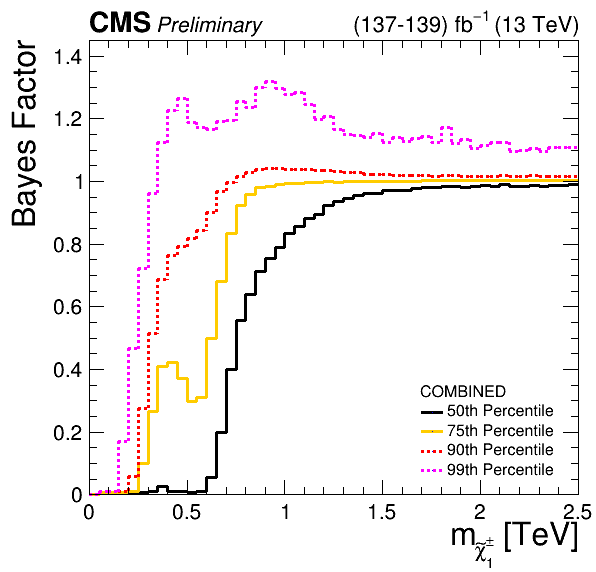 CMS Preliminary (137-139) fb⁻¹ (13 TeV)
Bayes Factor
1.4
1.2
1
0.8
0.6
0.4
0.2
0
COMBINED
50th Percentile
75th Percentile
90th Percentile
99th Percentile
0 0.5 1 1.5 2 2.5
m_{χ̃₁^±} [TeV]